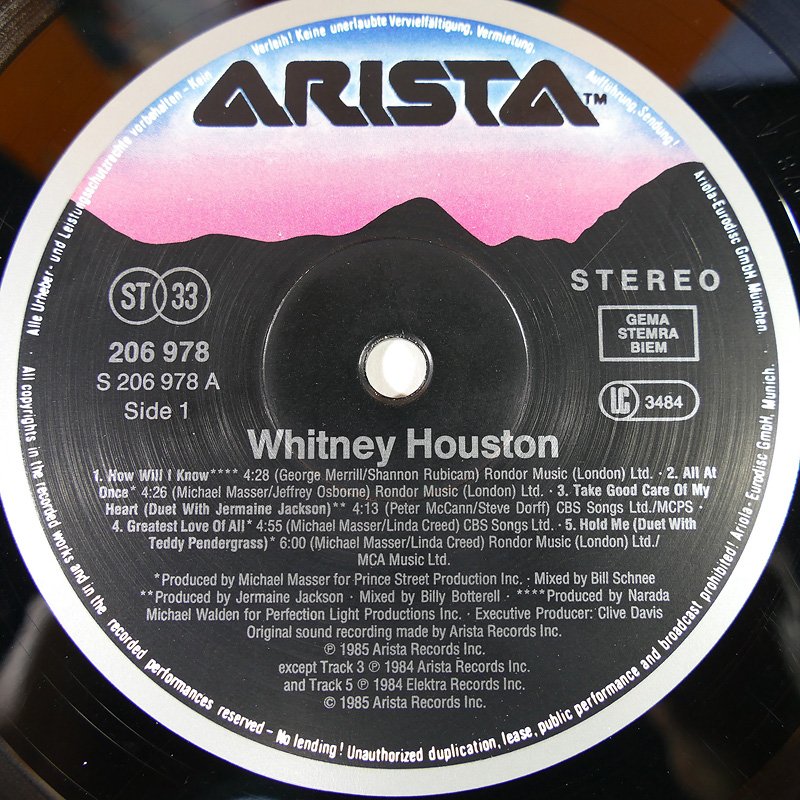 ARISTA™
STEREO
ST 33
GEMA
STEMRA
BIEM
206 978
S 206 978 A
Side 1
LC 3484
Whitney Houston
1. How Will I Know**** 4:28 (George Merrill/Shannon Rubicam) Rondor Music (London) Ltd. · 2. All At
Once* 4:26 (Michael Masser/Jeffrey Osborne) Rondor Music (London) Ltd. · 3. Take Good Care Of My
Heart (Duet With Jermaine Jackson)** 4:13 (Peter McCann/Steve Dorff) CBS Songs Ltd./MCPS ·
4. Greatest Love Of All* 4:55 (Michael Masser/Linda Creed) CBS Songs Ltd. · 5. Hold Me (Duet With
Teddy Pendergrass)* 6:00 (Michael Masser/Linda Creed) Rondor Music (London) Ltd./
MCA Music Ltd.
*Produced by Michael Masser for Prince Street Production Inc. · Mixed by Bill Schnee
**Produced by Jermaine Jackson · Mixed by Billy Botterell · ****Produced by Narada
Michael Walden for Perfection Light Productions Inc. · Executive Producer: Clive Davis
Original sound recording made by Arista Records Inc.
℗ 1985 Arista Records Inc.
except Track 3 ℗ 1984 Arista Records Inc.
and Track 5 ℗ 1984 Elektra Records Inc.
© 1985 Arista Records Inc.
Alle Urheber- und Leistungsschutzrechte vorbehalten – Kein Verleih! Keine unerlaubte Vervielfältigung, Vermietung, Aufführung, Sendung! Ariola-Eurodisc GmbH, München.
All copyrights in the recorded works and in the recorded performances reserved – No lending! Unauthorized duplication, lease, public performance and broadcast prohibited! Ariola-Eurodisc GmbH, Munich.